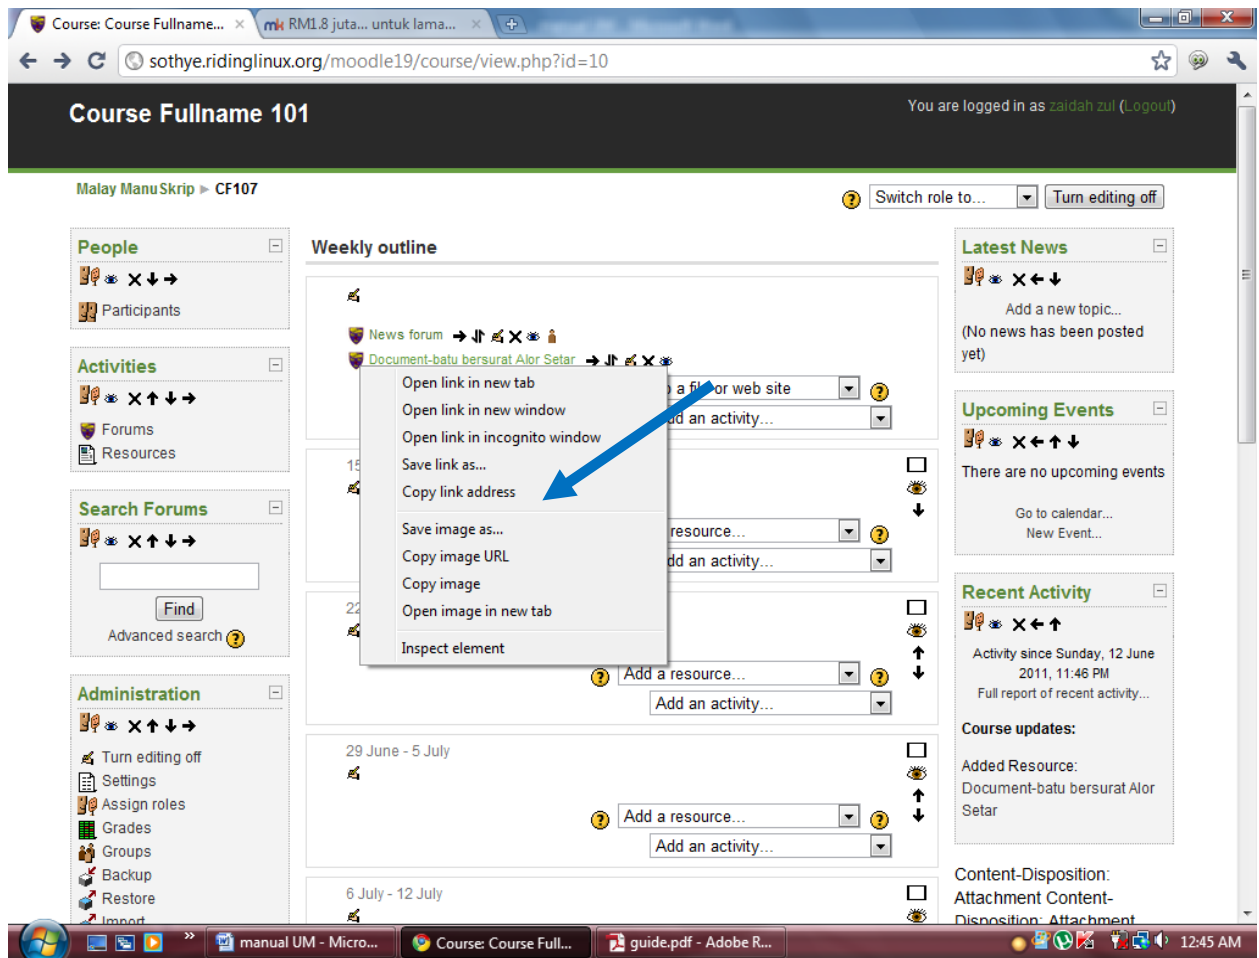 Course: Course Fullname...
mk RM1.8 juta... untuk lama...
sothye.ridinglinux.org/moodle19/course/view.php?id=10
Course Fullname 101
You are logged in as zaidah zul (Logout)
Malay ManuSkrip ► CF107
Switch role to...
Turn editing off
People
Participants
Activities
Forums
Resources
Search Forums
Find
Advanced search
Administration
Turn editing off
Settings
Assign roles
Grades
Groups
Backup
Restore
Import
Weekly outline
News forum
Document-batu bersurat Alor Setar
a file or web site
dd an activity...
Open link in new tab
Open link in new window
Open link in incognito window
Save link as...
Copy link address
Save image as...
Copy image URL
Copy image
Open image in new tab
Inspect element
15
resource...
dd an activity...
22
Add a resource...
Add an activity...
29 June - 5 July
Add a resource...
Add an activity...
6 July - 12 July
Latest News
Add a new topic...
(No news has been posted
yet)
Upcoming Events
There are no upcoming events
Go to calendar...
New Event...
Recent Activity
Activity since Sunday, 12 June
2011, 11:46 PM
Full report of recent activity...
Course updates:
Added Resource:
Document-batu bersurat Alor
Setar
Content-Disposition:
Attachment Content-
Disposition: Attachment
manual UM - Micro...
Course: Course Full...
guide.pdf - Adobe R...
12:45 AM